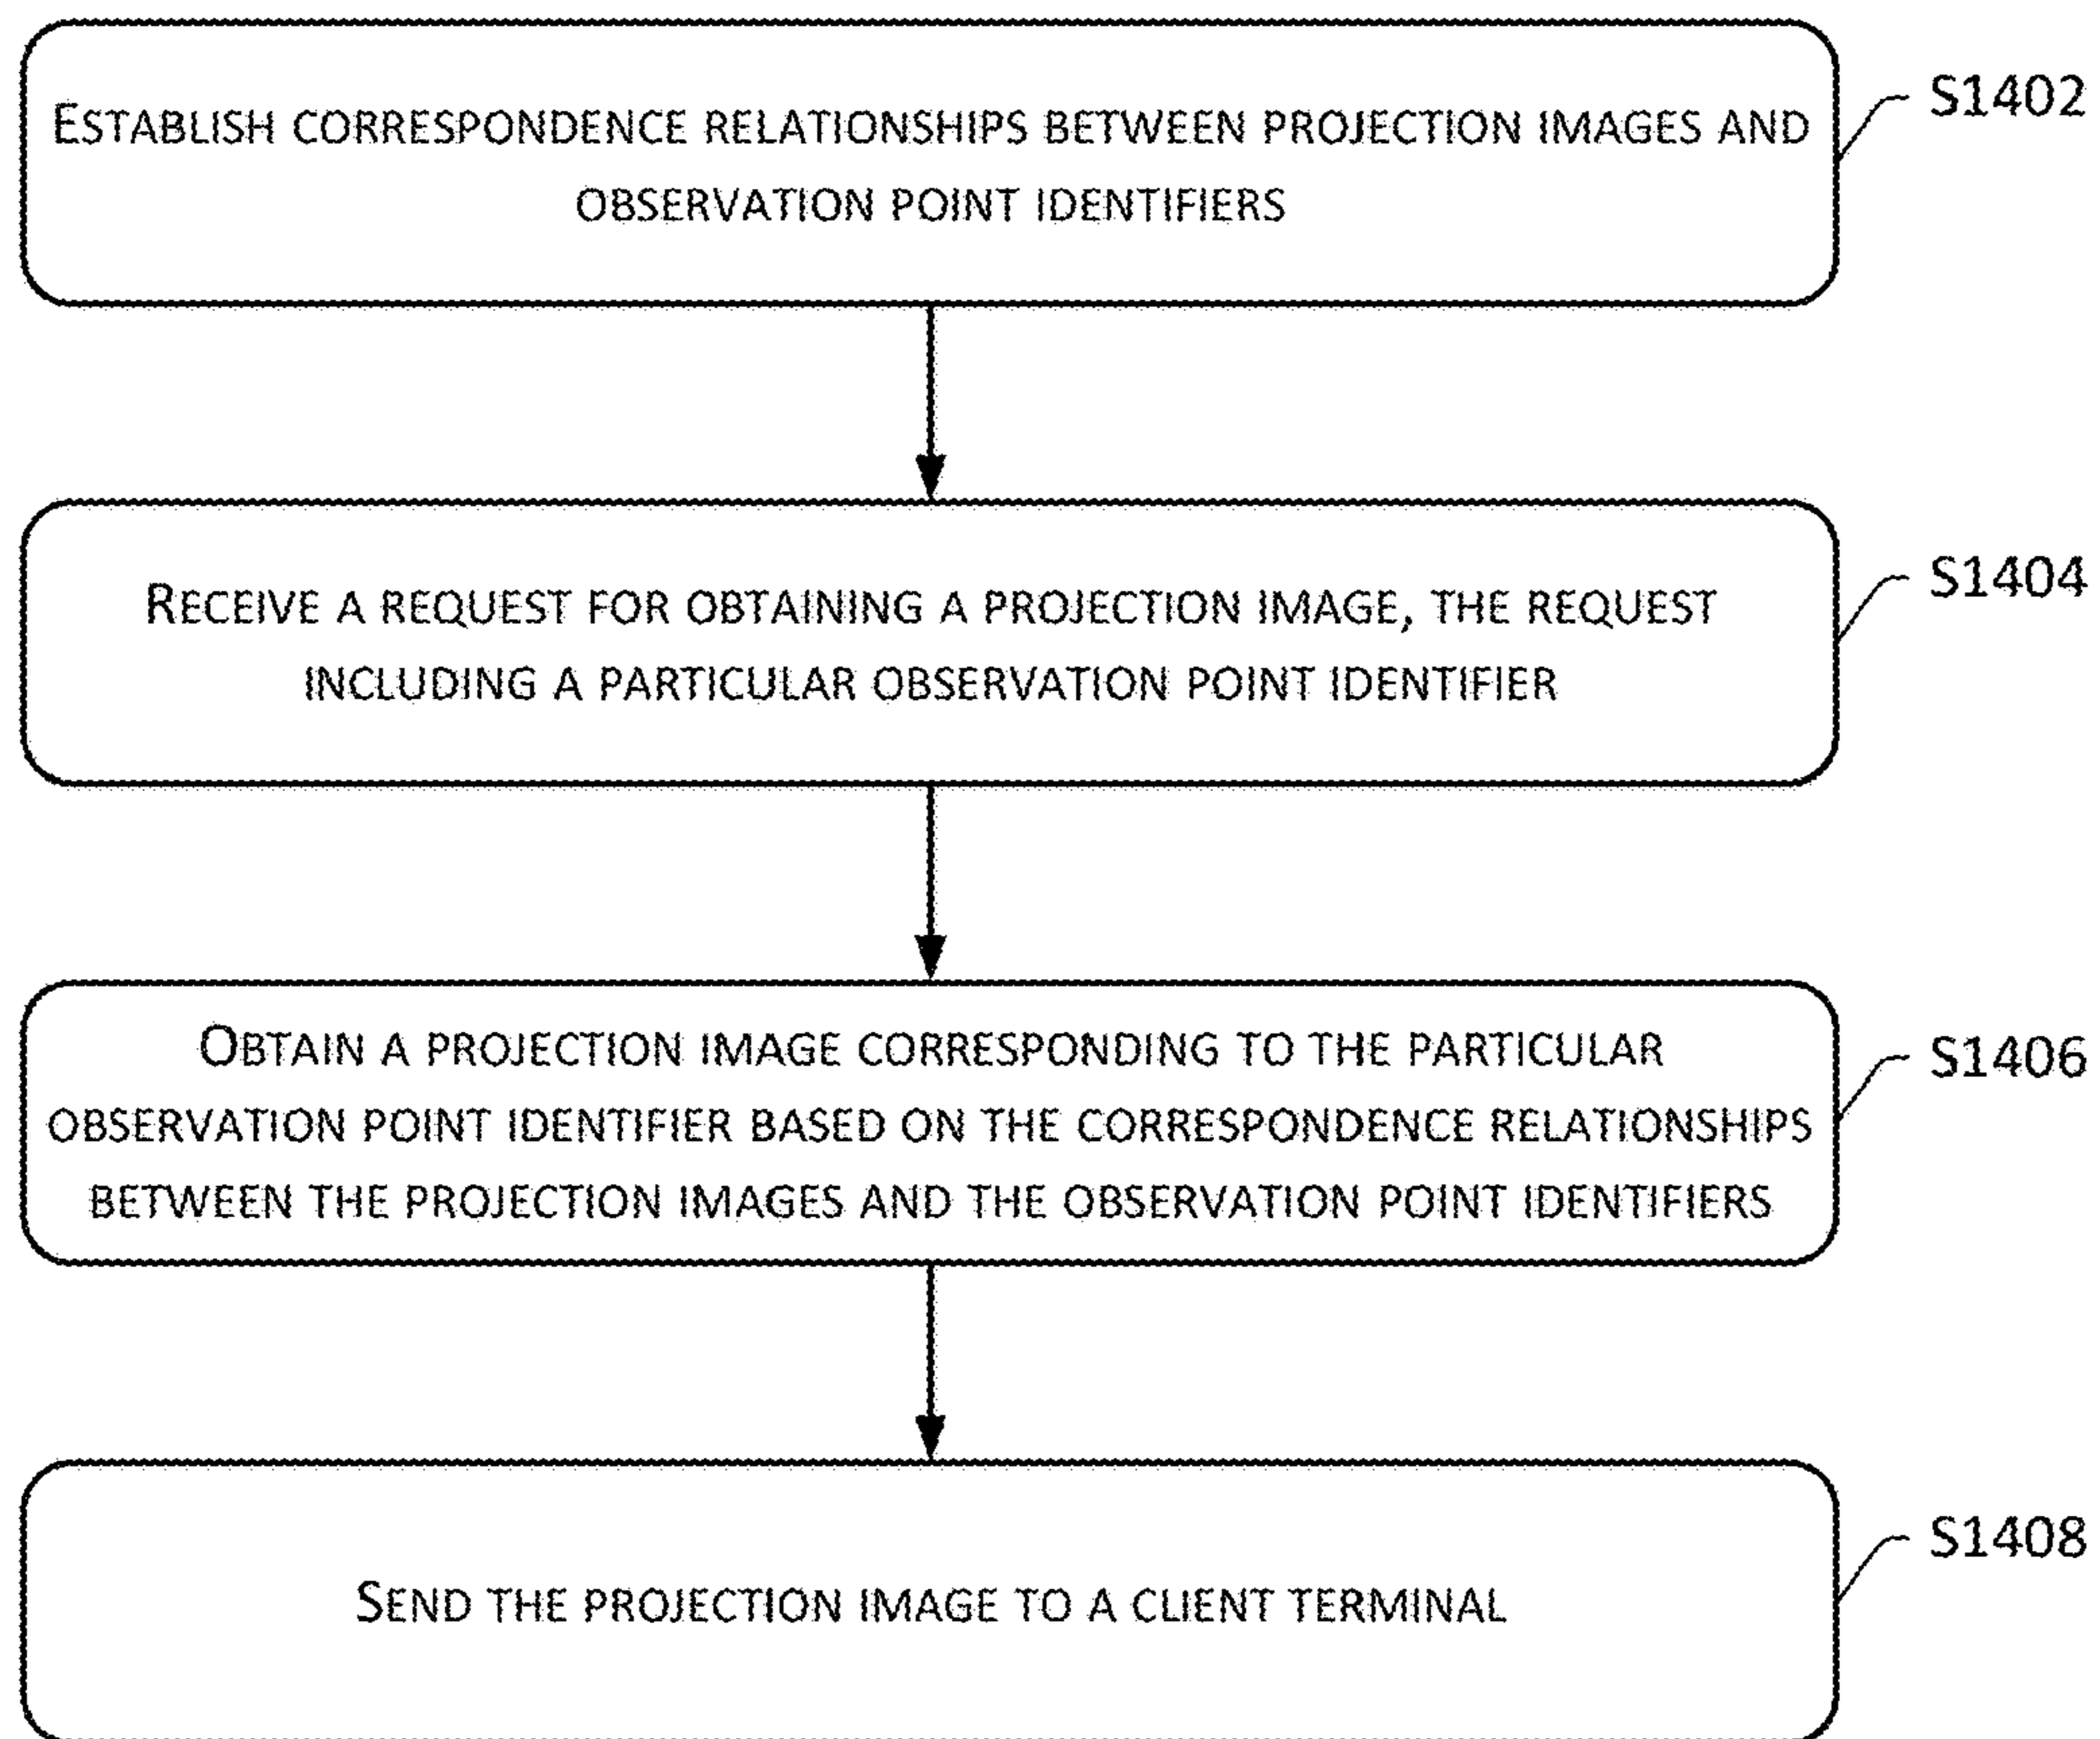 ESTABLISH CORRESPONDENCE RELATIONSHIPS BETWEEN PROJECTION IMAGES AND
OBSERVATION POINT IDENTIFIERS
S1402
RECEIVE A REQUEST FOR OBTAINING A PROJECTION IMAGE, THE REQUEST
INCLUDING A PARTICULAR OBSERVATION POINT IDENTIFIER
S1404
OBTAIN A PROJECTION IMAGE CORRESPONDING TO THE PARTICULAR
OBSERVATION POINT IDENTIFIER BASED ON THE CORRESPONDENCE RELATIONSHIPS
BETWEEN THE PROJECTION IMAGES AND THE OBSERVATION POINT IDENTIFIERS
S1406
SEND THE PROJECTION IMAGE TO A CLIENT TERMINAL
S1408